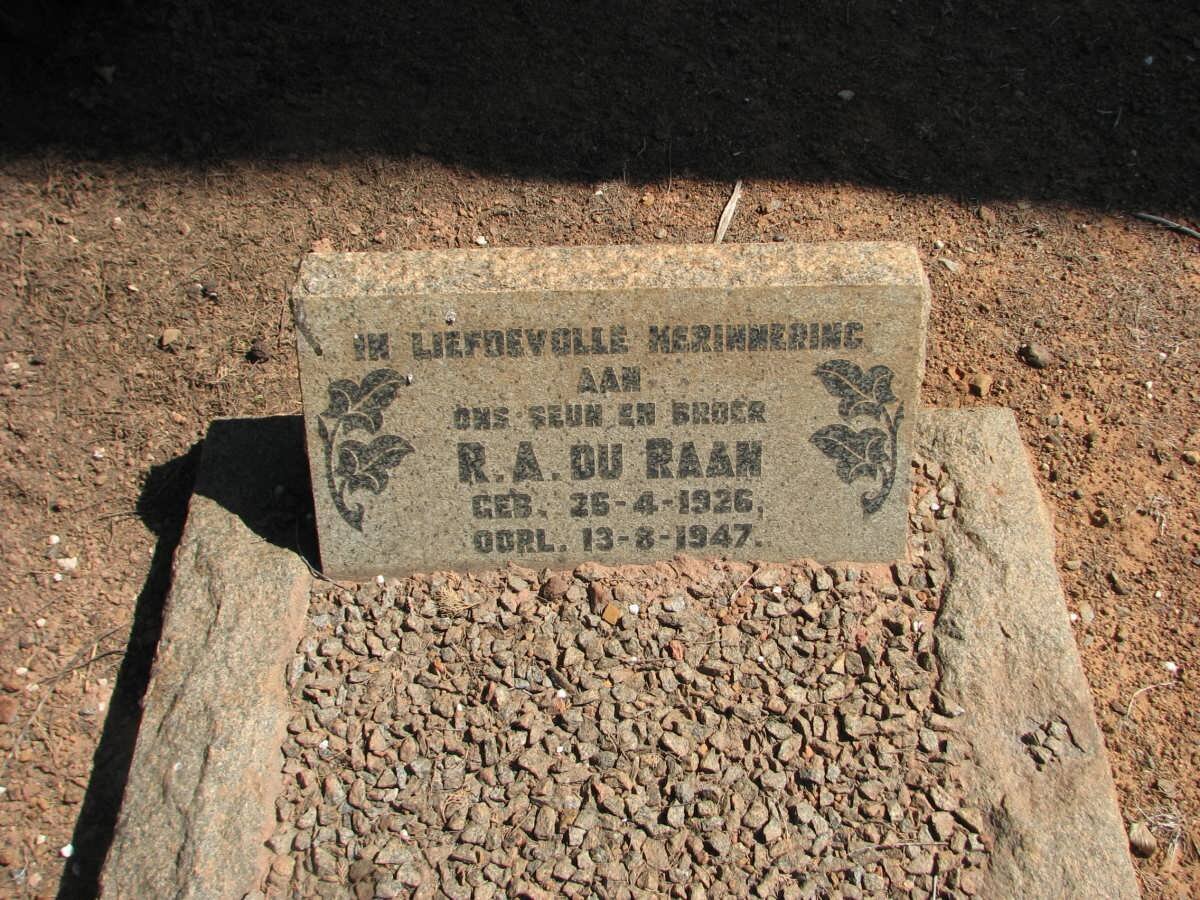 IN LIEFDEVOLLE HERINNERING
AAN
ONS SEUN EN BROER
R. A. DU RAAN
GEB. 26-4-1926.
OORL. 13-8-1947.